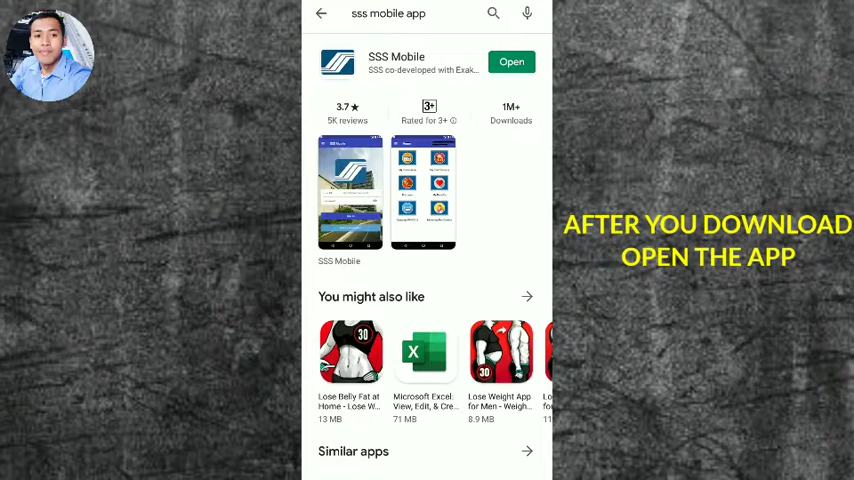 sss mobile app
SSS Mobile
SSS co-developed with Exak...
Open
3.7★
5K reviews
3+
Rated for 3+
1M+
Downloads
SSS Mobile
You might also like
30
X
30
Lose Belly Fat at
Home - Lose W...
13 MB
Microsoft Excel:
View, Edit, & Cre...
71 MB
Lose Weight App
for Men - Weigh...
8.9 MB
Similar apps
AFTER YOU DOWNLOAD
OPEN THE APP